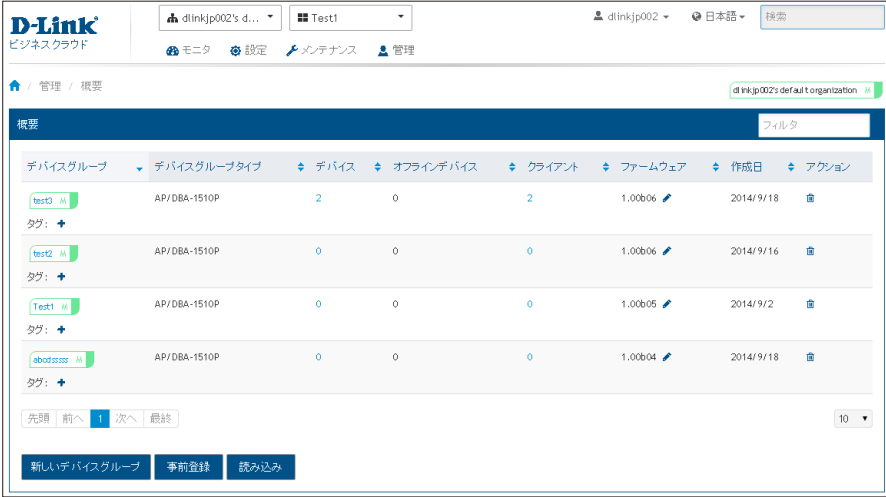 D-Link
ビジネスクラウド
dlinkjp002's d... Test1 dlinkjp002 日本語 検索
モニタ 設定 メンテナンス 管理
/ 管理 / 概要
dlinkjp002's default organization M
概要 フィルタ
デバイスグループ デバイスグループタイプ デバイス オフラインデバイス クライアント ファームウェア 作成日 アクション
test3 M AP/DBA-1510P 2 0 2 1.00b06 2014/9/18
タグ: +
test2 M AP/DBA-1510P 0 0 0 1.00b06 2014/9/16
タグ: +
Test1 M AP/DBA-1510P 0 0 0 1.00b05 2014/9/2
タグ: +
abcdsssss M AP/DBA-1510P 0 0 0 1.00b04 2014/9/18
タグ: +
先頭 前へ 1 次へ 最終 10
新しいデバイスグループ 事前登録 読み込み